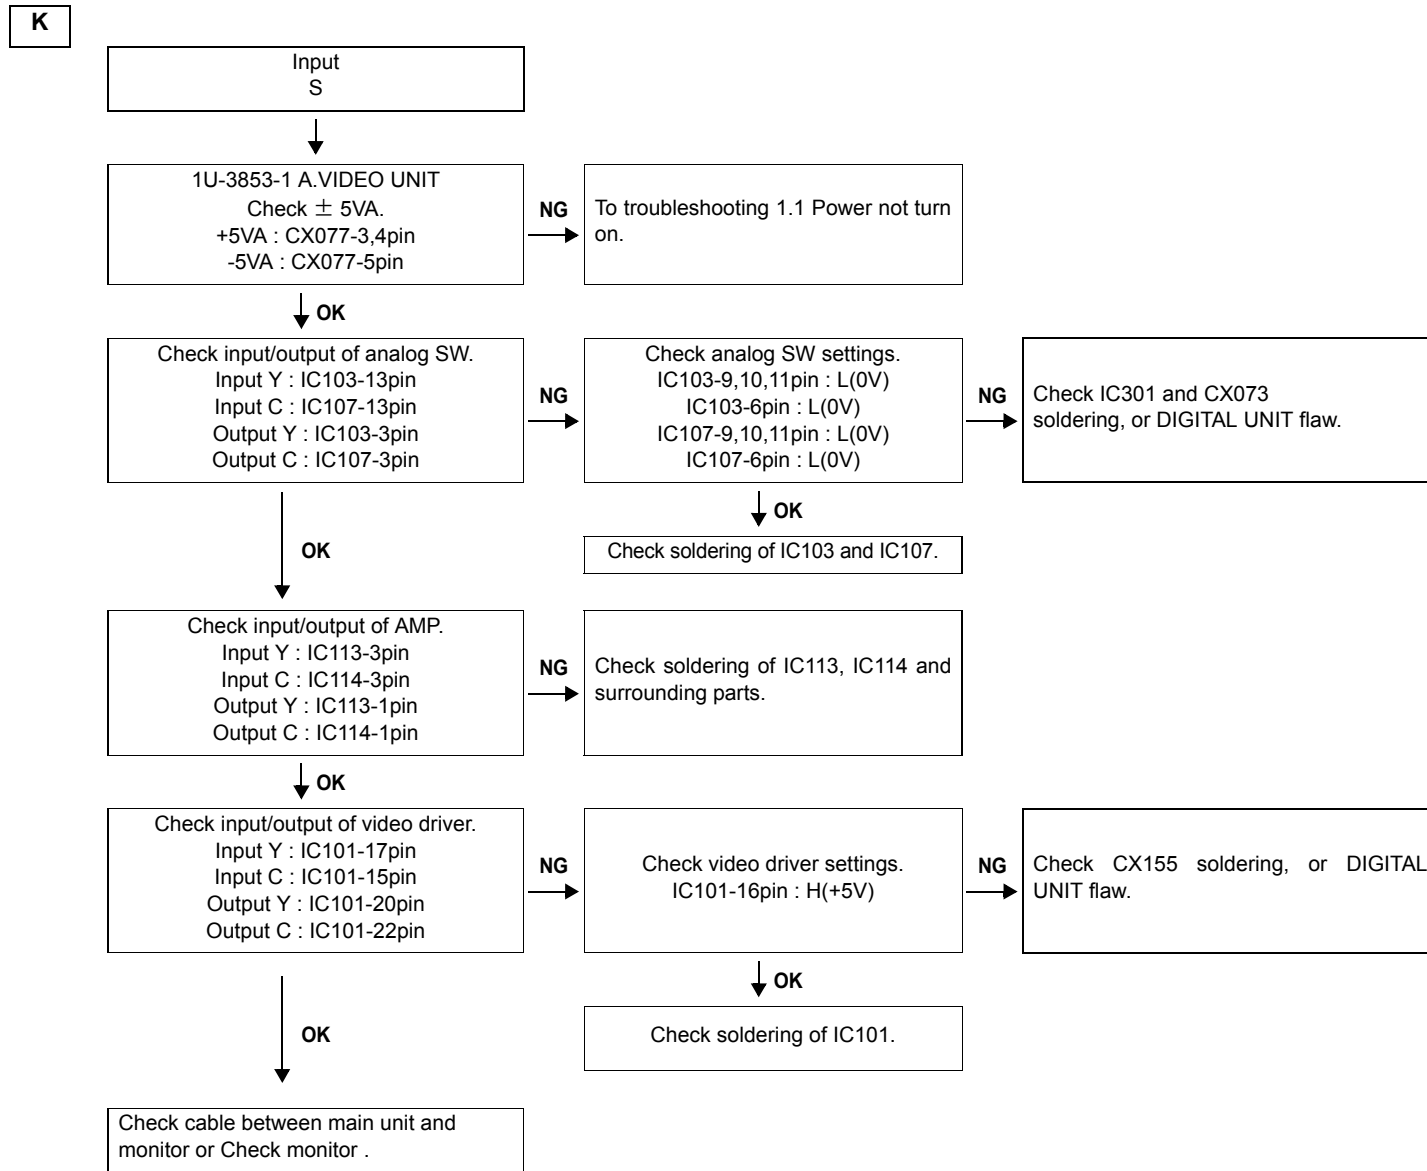 K
Input
S
1U-3853-1 A.VIDEO UNIT
Check ± 5VA.
+5VA : CX077-3,4pin
-5VA : CX077-5pin
NG
To troubleshooting 1.1 Power not turn
on.
OK
Check input/output of analog SW.
Input Y : IC103-13pin
Input C : IC107-13pin
Output Y : IC103-3pin
Output C : IC107-3pin
NG
Check analog SW settings.
IC103-9,10,11pin : L(0V)
IC103-6pin : L(0V)
IC107-9,10,11pin : L(0V)
IC107-6pin : L(0V)
NG
Check IC301 and CX073
soldering, or DIGITAL UNIT flaw.
OK
Check soldering of IC103 and IC107.
OK
Check input/output of AMP.
Input Y : IC113-3pin
Input C : IC114-3pin
Output Y : IC113-1pin
Output C : IC114-1pin
NG
Check soldering of IC113, IC114 and
surrounding parts.
OK
Check input/output of video driver.
Input Y : IC101-17pin
Input C : IC101-15pin
Output Y : IC101-20pin
Output C : IC101-22pin
NG
Check video driver settings.
IC101-16pin : H(+5V)
NG
Check CX155 soldering, or DIGITAL
UNIT flaw.
OK
Check soldering of IC101.
OK
Check cable between main unit and
monitor or Check monitor .